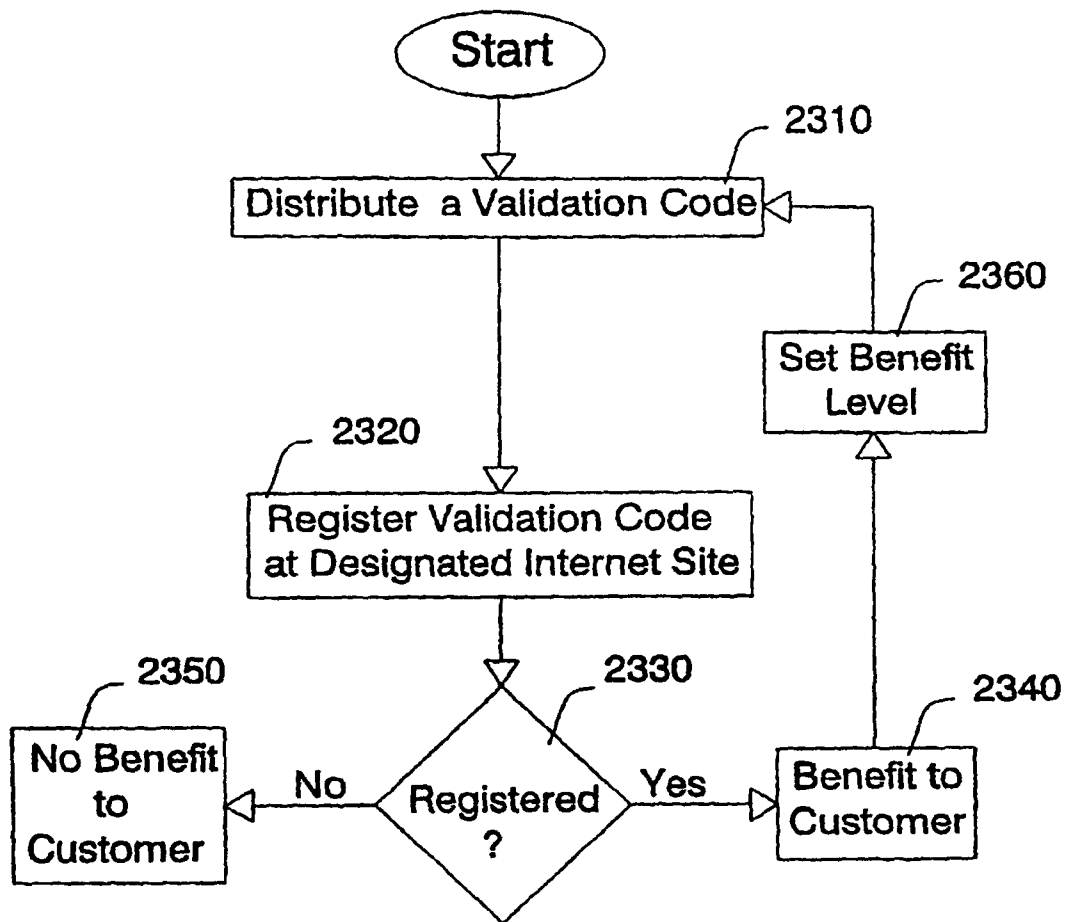 Start
2310
Distribute a Validation Code
2360
Set Benefit
Level
2320
Register Validation Code
at Designated Internet Site
2350
2330
2340
No Benefit
to
Customer
No
Registered
?
Yes
Benefit to
Customer